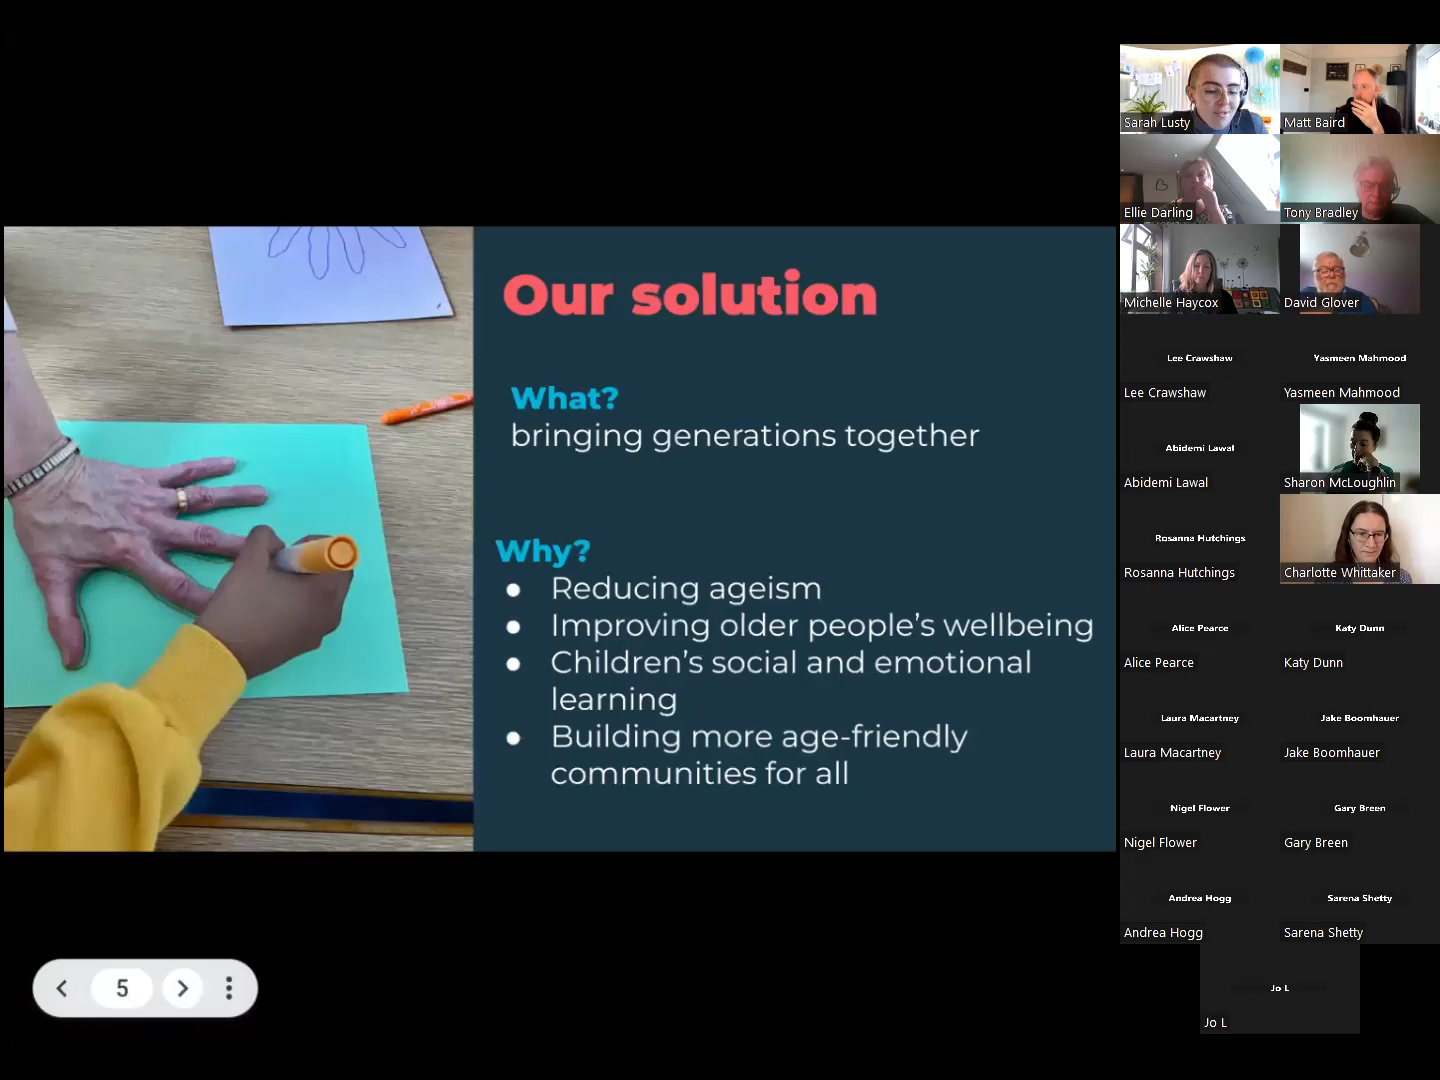 Our solution
What?
bringing generations together
Why?
● Reducing ageism
● Improving older people's wellbeing
● Children's social and emotional
learning
● Building more age-friendly
communities for all
5
Sarah Lusty
Matt Baird
Ellie Darling
Tony Bradley
Michelle Haycox
David Glover
Lee Crawshaw
Yasmeen Mahmood
Lee Crawshaw
Yasmeen Mahmood
Abidemi Lawal
Abidemi Lawal
Sharon McLoughlin
Rosanna Hutchings
Rosanna Hutchings
Charlotte Whittaker
Alice Pearce
Katy Dunn
Alice Pearce
Katy Dunn
Laura Macartney
Jake Boomhauer
Laura Macartney
Jake Boomhauer
Nigel Flower
Gary Breen
Nigel Flower
Gary Breen
Andrea Hogg
Sarena Shetty
Andrea Hogg
Sarena Shetty
Jo L
Jo L